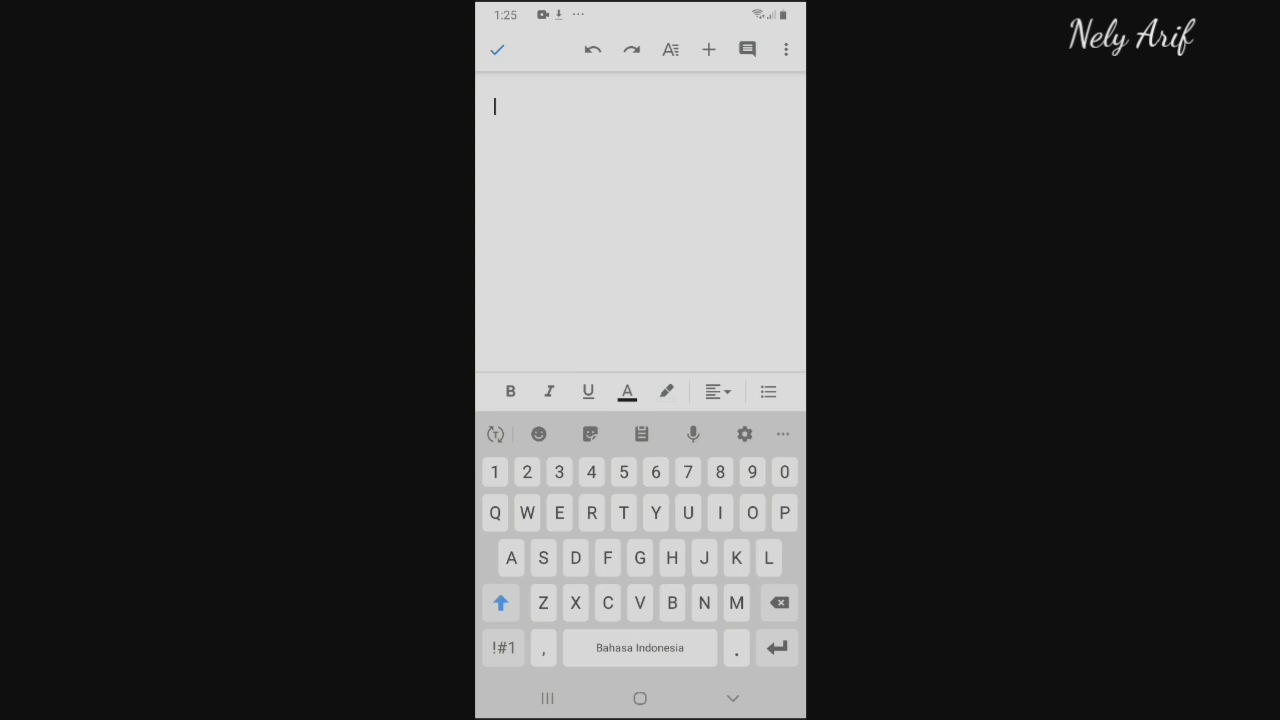 Nely Arif
1:25
B I U A
1 2 3 4 5 6 7 8 9 0
Q W E R T Y U I O P
A S D F G H J K L
Z X C V B N M
!#1 , Bahasa Indonesia .